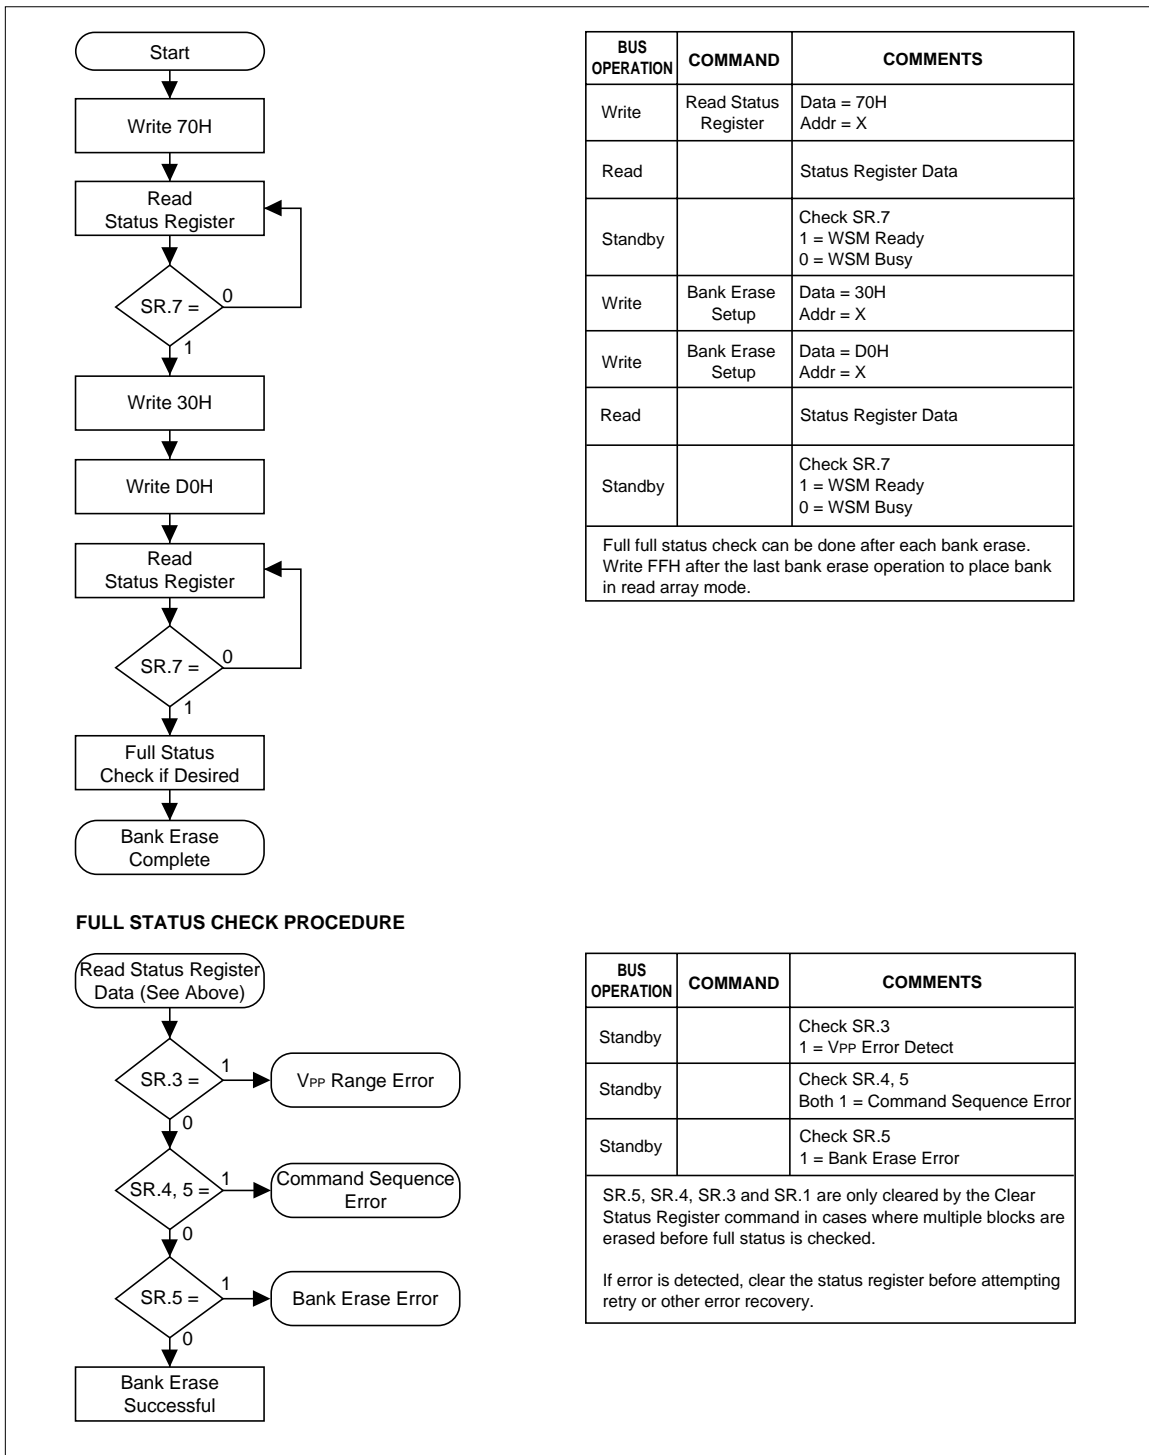 Start
Write 70H
Read
Status Register
SR.7 =
0
1
Write 30H
Write D0H
Read
Status Register
SR.7 =
0
1
Full Status
Check if Desired
Bank Erase
Complete
BUS
OPERATION
COMMAND
COMMENTS
Write
Read Status
Register
Data = 70H
Addr = X
Read
Status Register Data
Standby
Check SR.7
1 = WSM Ready
0 = WSM Busy
Write
Bank Erase
Setup
Data = 30H
Addr = X
Write
Bank Erase
Setup
Data = D0H
Addr = X
Read
Status Register Data
Standby
Check SR.7
1 = WSM Ready
0 = WSM Busy
Full full status check can be done after each bank erase.
Write FFH after the last bank erase operation to place bank
in read array mode.
FULL STATUS CHECK PROCEDURE
Read Status Register
Data (See Above)
SR.3 =
1
VPP Range Error
0
SR.4, 5 =
1
Command Sequence
Error
0
SR.5 =
1
Bank Erase Error
0
Bank Erase
Successful
BUS
OPERATION
COMMAND
COMMENTS
Standby
Check SR.3
1 = VPP Error Detect
Standby
Check SR.4, 5
Both 1 = Command Sequence Error
Standby
Check SR.5
1 = Bank Erase Error
SR.5, SR.4, SR.3 and SR.1 are only cleared by the Clear
Status Register command in cases where multiple blocks are
erased before full status is checked.
If error is detected, clear the status register before attempting
retry or other error recovery.